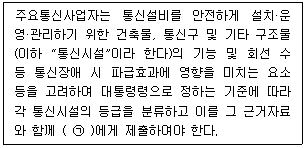 주요통신사업자는 통신설비를 안전하게 설치·운
영·관리하기 위한 건축물, 통신구 및 기타 구조물
(이하 “통신시설”이라 한다)의 기능 및 회선 수
등 통신장애 시 파급효과에 영향을 미치는 요소
등을 고려하여 대통령령으로 정하는 기준에 따라
각 통신시설의 등급을 분류하고 이를 그 근거자료
와 함께 ( ㉠ )에게 제출하여야 한다.